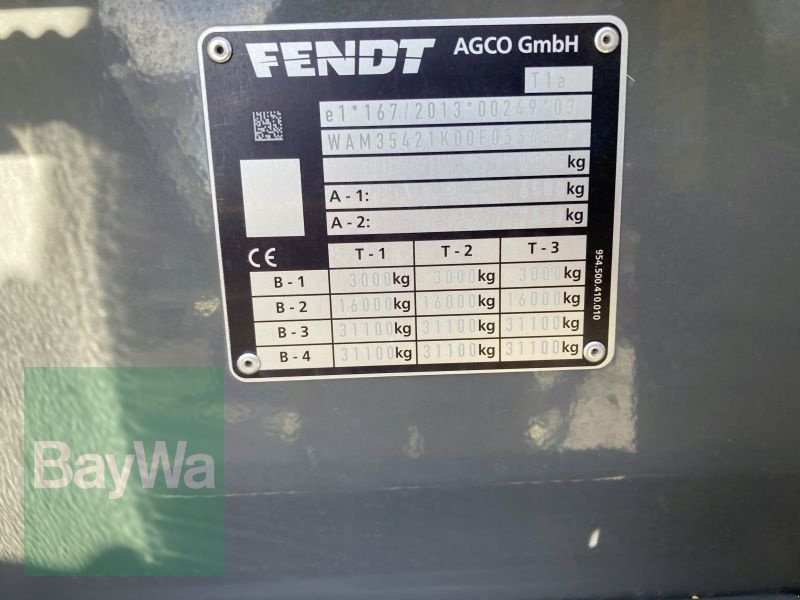 FENDT AGCO GmbH
T1a
e1*167/2013*00249*03
kg
A - 1: kg
A - 2: kg
T - 1 T - 2 T - 3
B - 1 3000kg 3000kg 3000kg
B - 2 16000kg 16000kg 16000kg
B - 3 31100kg 31100kg 31100kg
B - 4 31100kg 31100kg 31100kg
CE
954.500.410.010
BayWa